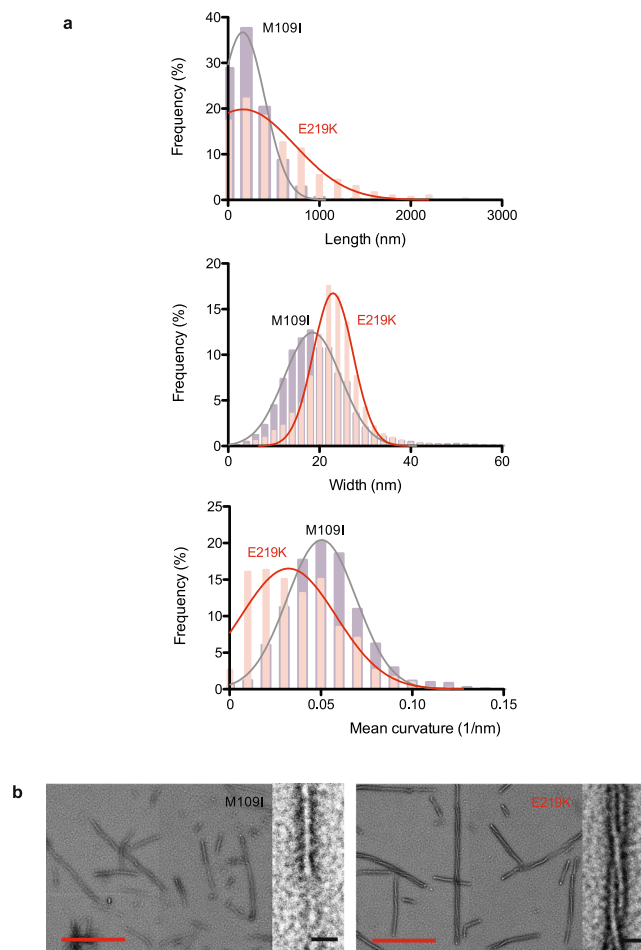 a
M109I
E219K
Frequency (%)
40
30
20
10
0
0
1000
2000
3000
Length (nm)
M109I
E219K
Frequency (%)
20
15
10
5
0
0
20
40
60
Width (nm)
M109I
E219K
Frequency (%)
25
20
15
10
5
0
0
0.05
0.10
0.15
Mean curvature (1/nm)
b
M109I
E219K